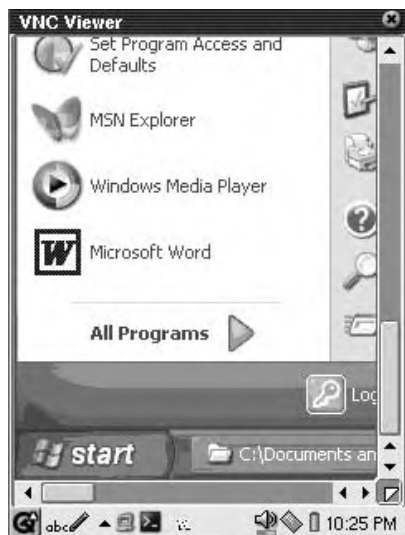 VNC Viewer
Set Program Access and
Defaults
MSN Explorer
Windows Media Player
W
Microsoft Word
All Programs
Log
start
C:\Documents an
abc
10:25 PM